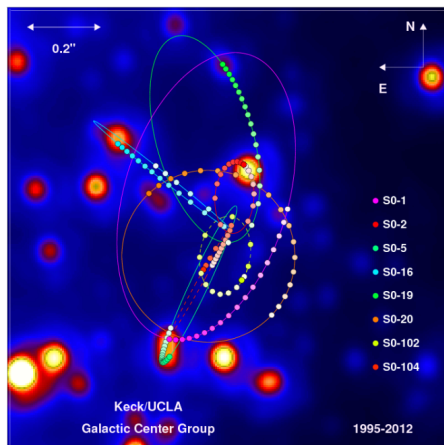 0.2"
N
E
S0-1
S0-2
S0-5
S0-16
S0-19
S0-20
S0-102
S0-104
Keck/UCLA
Galactic Center Group
1995-2012